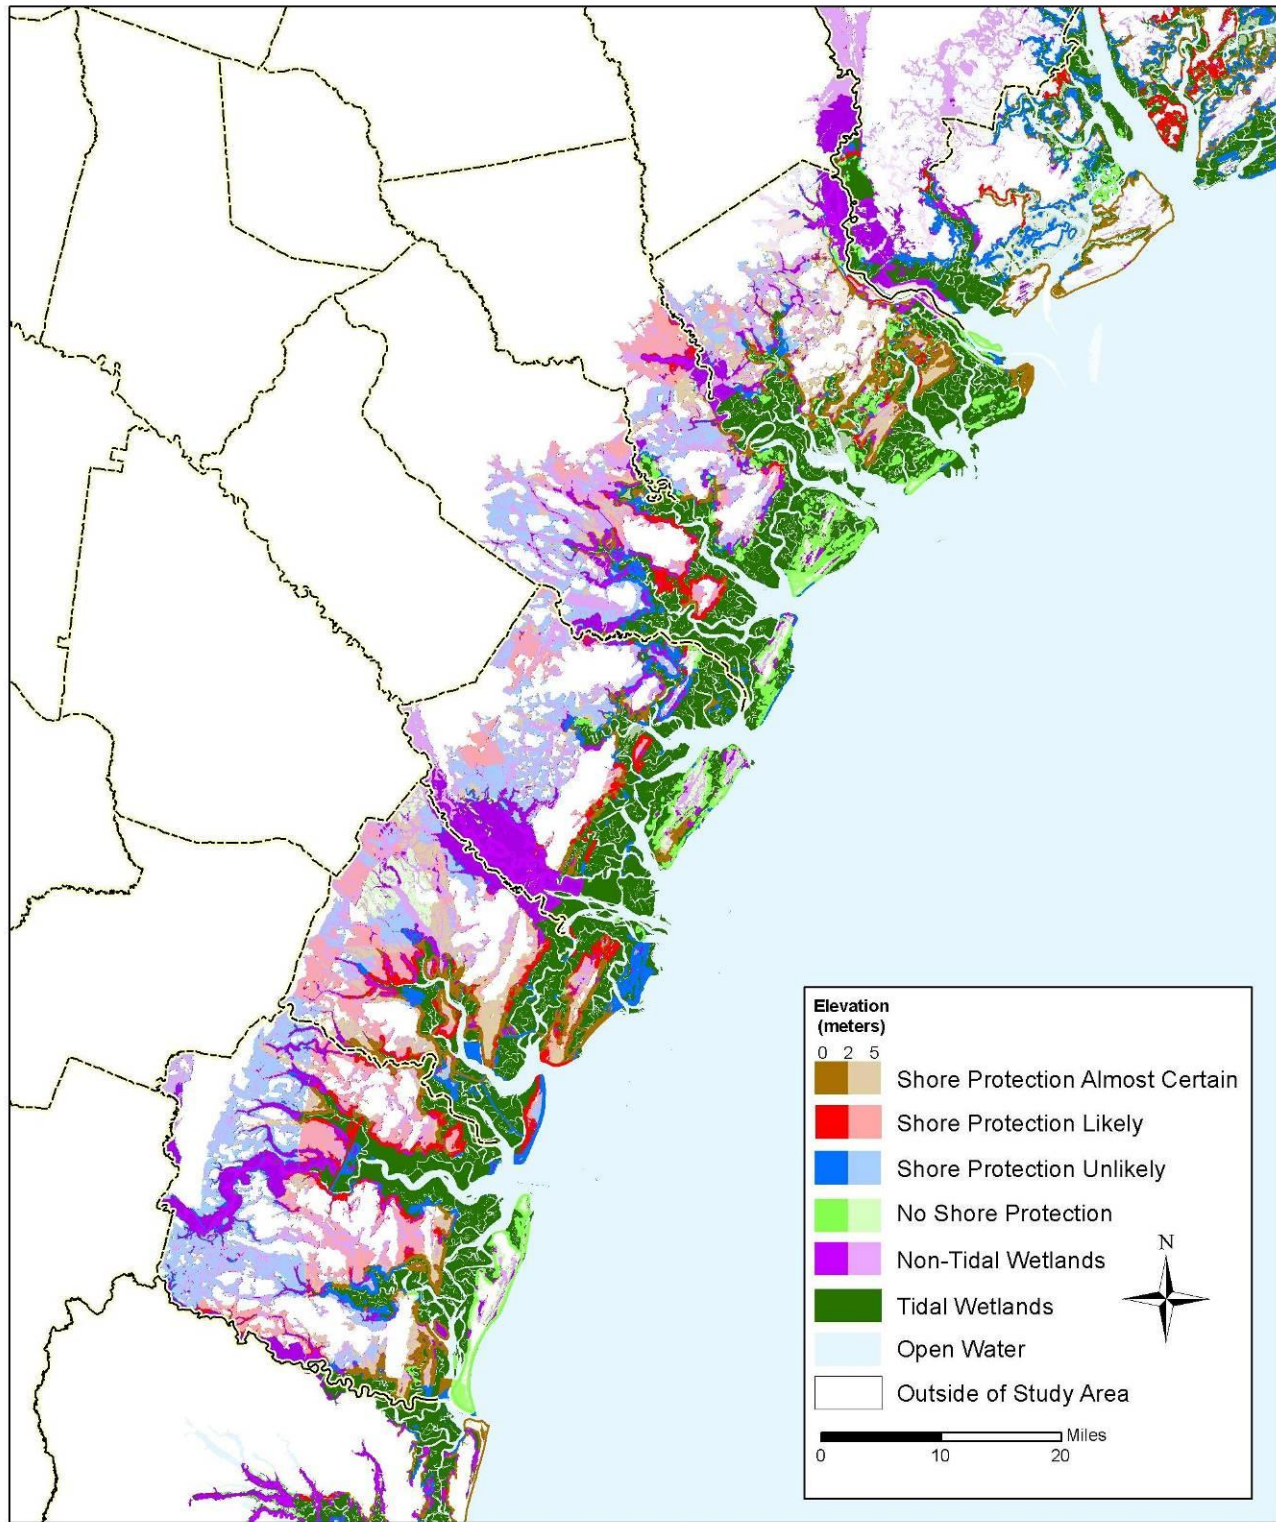 Elevation
(meters)
0 2 5
Shore Protection Almost Certain
Shore Protection Likely
Shore Protection Unlikely
No Shore Protection
Non-Tidal Wetlands
N
Tidal Wetlands
Open Water
Outside of Study Area
Miles
0 10 20